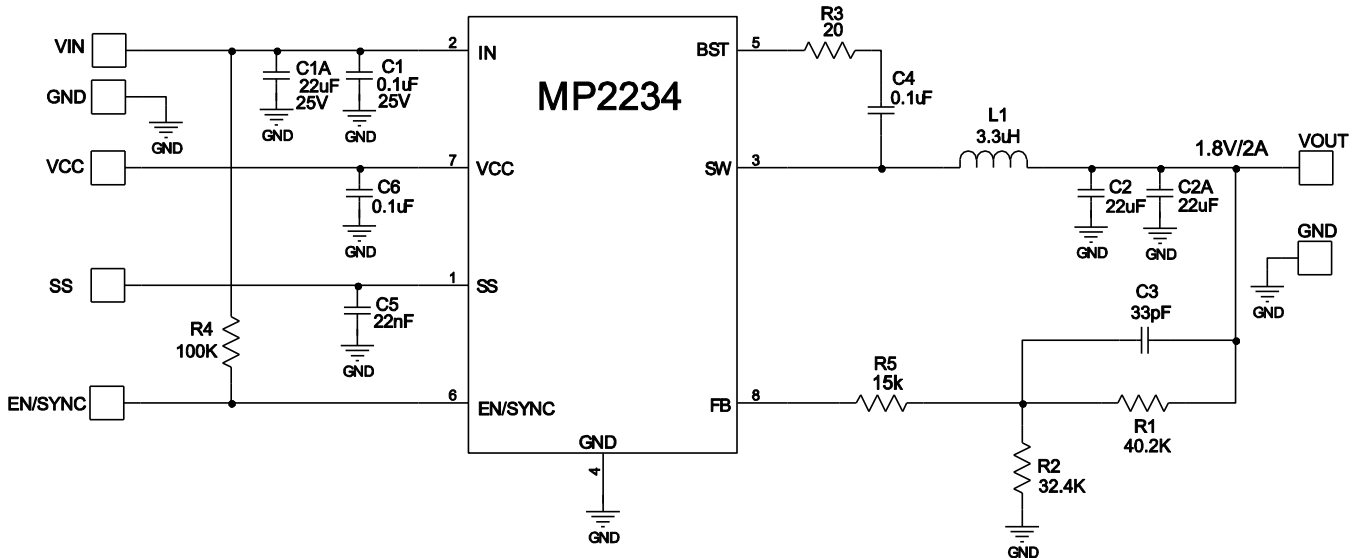 VIN
GND
VCC
SS
EN/SYNC
GND
R4
100K
C1A
22uF
25V
GND
C1
0.1uF
25V
GND
C6
0.1uF
GND
C5
22nF
GND
2
7
1
6
IN
VCC
SS
EN/SYNC
MP2234
GND
4
GND
BST
SW
FB
5
3
8
R3
20
C4
0.1uF
L1
3.3uH
1.8V/2A
VOUT
C2
22uF
GND
C2A
22uF
GND
GND
GND
C3
33pF
R5
15k
R1
40.2K
R2
32.4K
GND